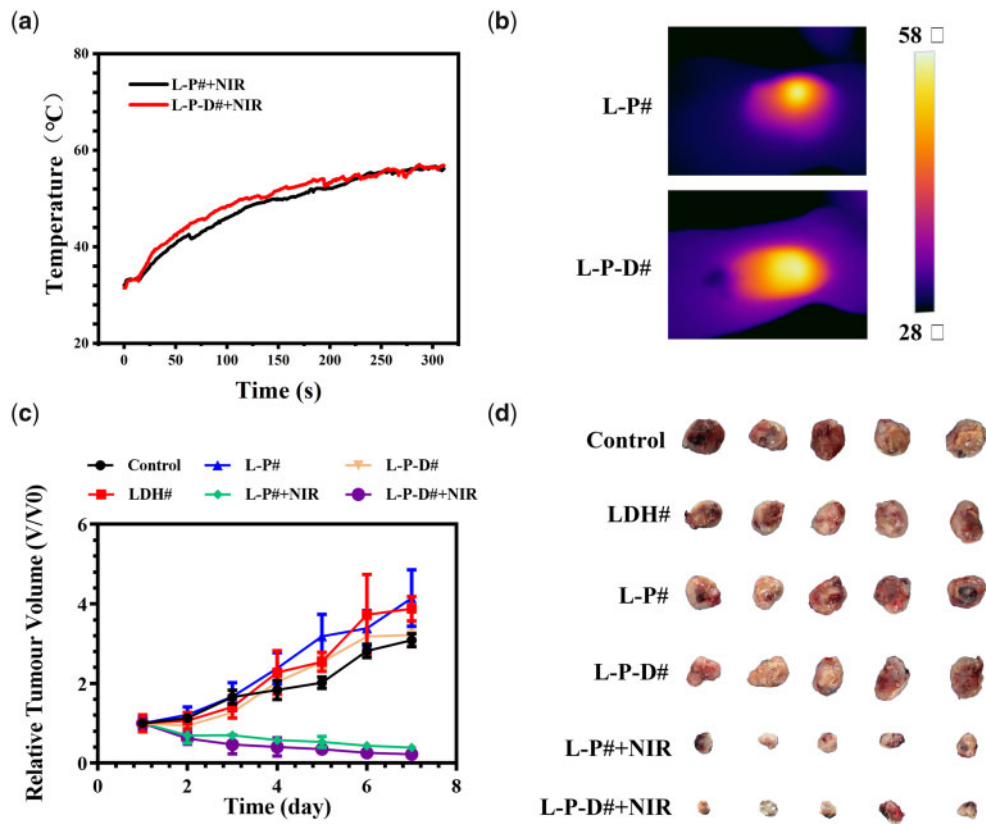 (a)
80
60
40
20
Temperature (°C)
L-P#+NIR
L-P-D#+NIR
0 50 100 150 200 250 300
Time (s)
(b)
L-P#
L-P-D#
58 □
28 □
(c)
Control L-P# L-P-D#
LDH# L-P#+NIR L-P-D#+NIR
Relative Tumour Volume (V/V0)
6
4
2
0
0 2 4 6 8
Time (day)
(d)
Control
LDH#
L-P#
L-P-D#
L-P#+NIR
L-P-D#+NIR